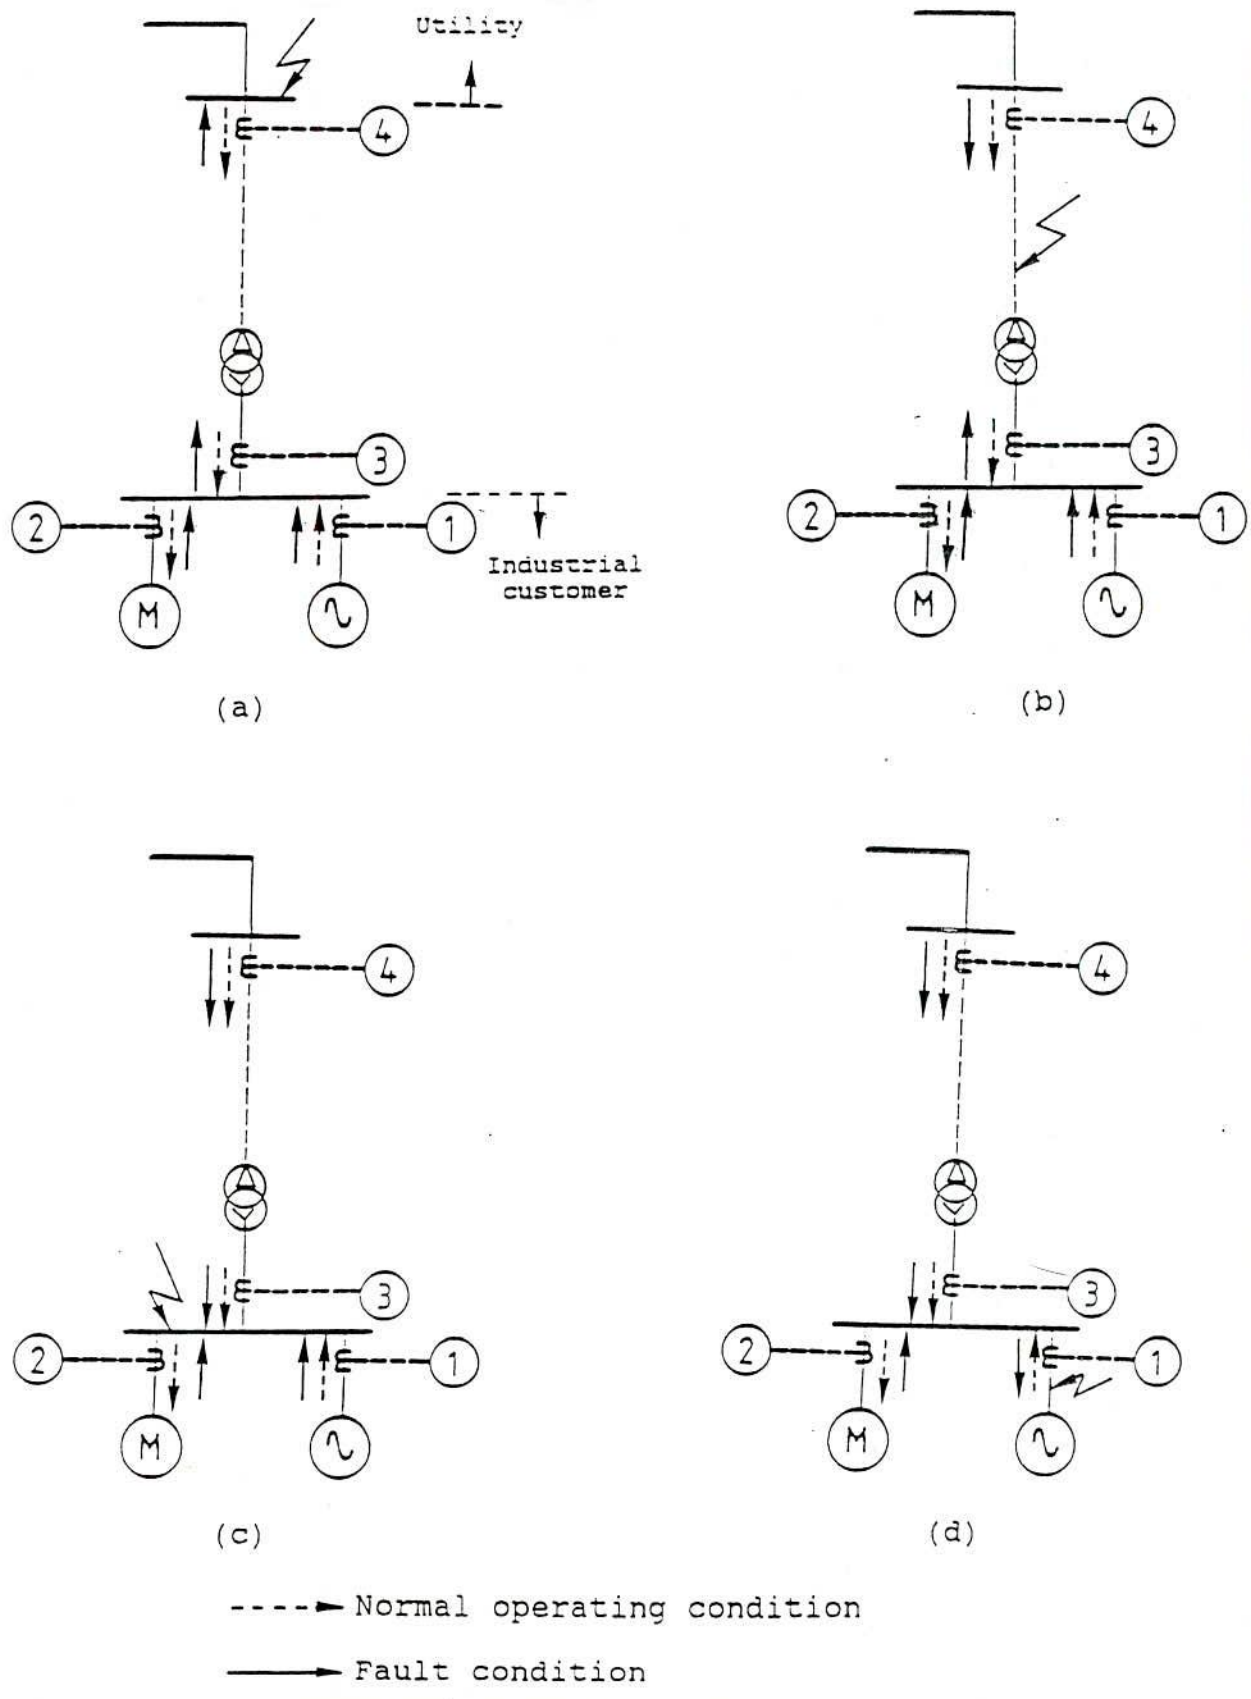 Utility
4
3
2
1
Industrial
customer
M
(a)
4
3
2
1
M
(b)
4
3
2
1
M
(c)
4
3
2
1
M
(d)
Normal operating condition
Fault condition